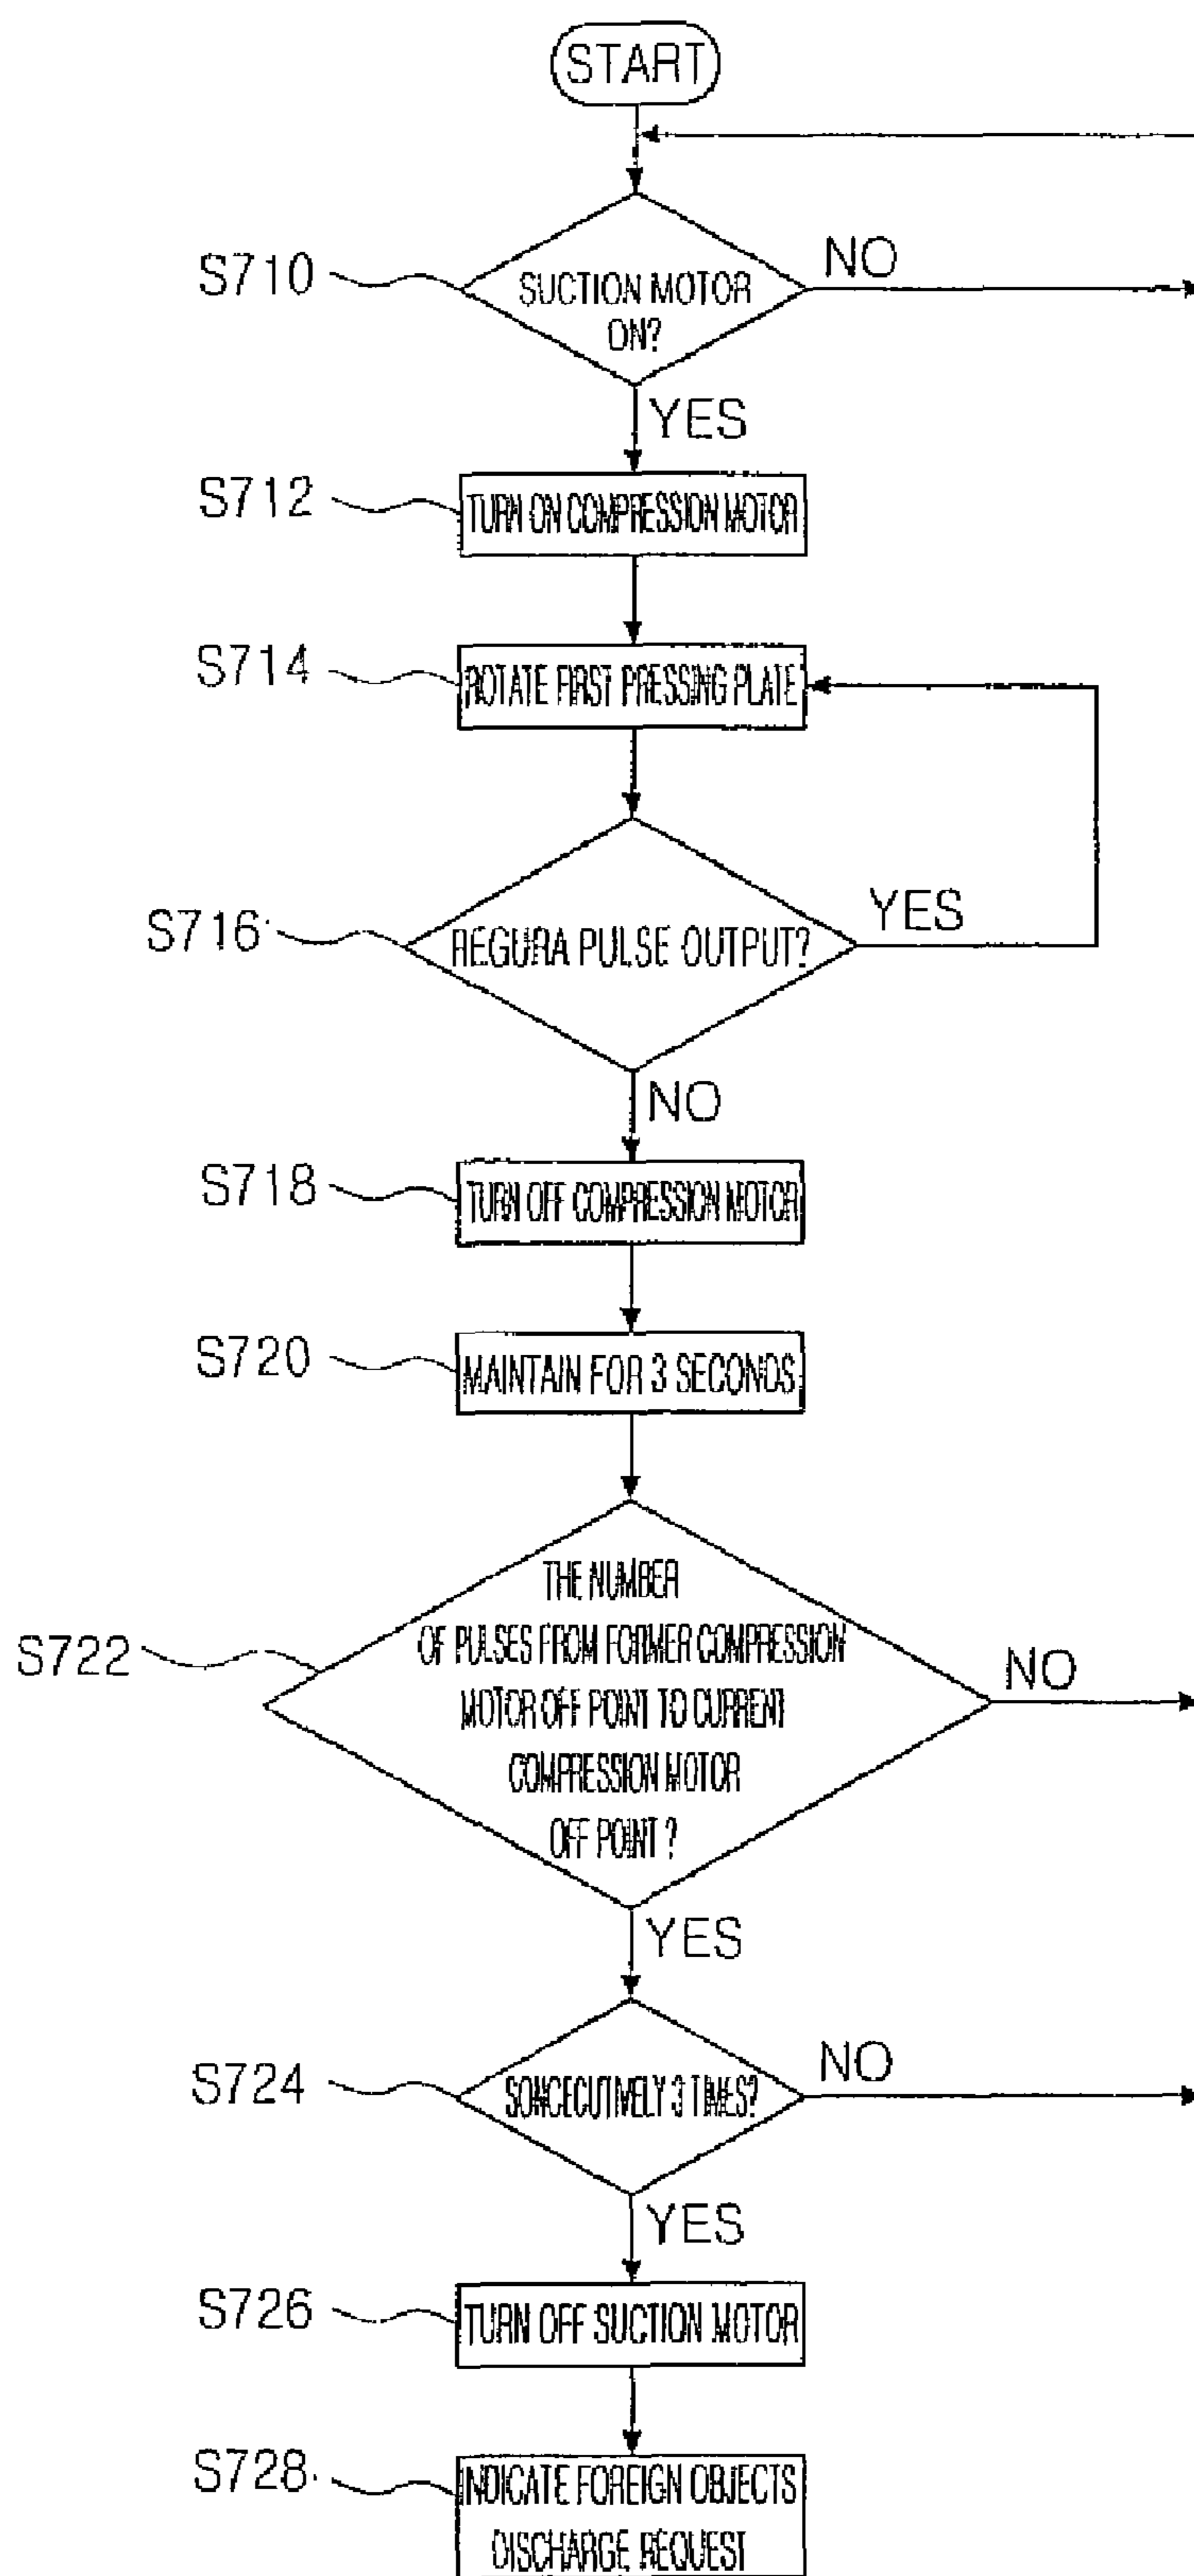 START
S710
SUCTION MOTOR
ON?
NO
YES
S712
TURN ON COMPRESSION MOTOR
S714
ROTATE FIRST PRESSING PLATE
S716
REGURA PULSE OUTPUT?
YES
NO
S718
TURN OFF COMPRESSION MOTOR
S720
MAINTAIN FOR 3 SECONDS
S722
THE NUMBER
OF PULSES FROM FORMER COMPRESSION
MOTOR OFF POINT TO CURRENT
COMPRESSION MOTOR
OFF POINT ?
NO
YES
S724
SONCECUTIVELY 3 TIMES?
NO
YES
S726
TURN OFF SUCTION MOTOR
S728
INDICATE FOREIGN OBJECTS
DISCHARGE REQUEST